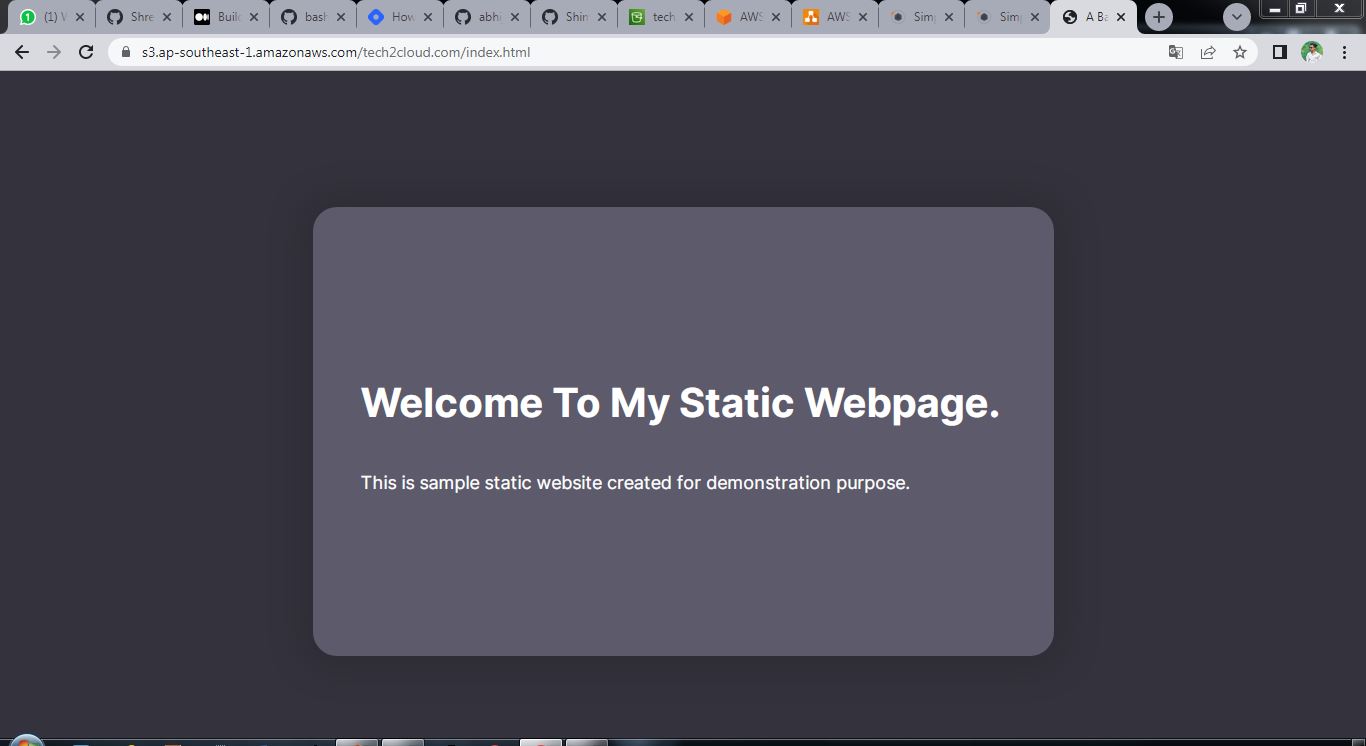 (1) W
Shre
Build
bash
How
abhi
Shin
tech
AWS
AWS
Simp
Simp
A Ba
s3.ap-southeast-1.amazonaws.com/tech2cloud.com/index.html
Welcome To My Static Webpage.
This is sample static website created for demonstration purpose.